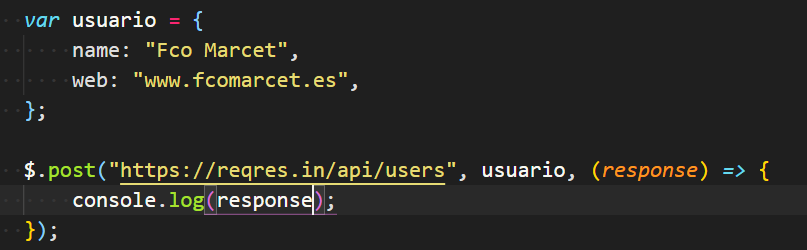 var usuario = {
    name: "Fco Marcet",
    web: "www.fcomarcet.es",
};

$.post("https://reqres.in/api/users", usuario, (response) => {
    console.log(response);
});